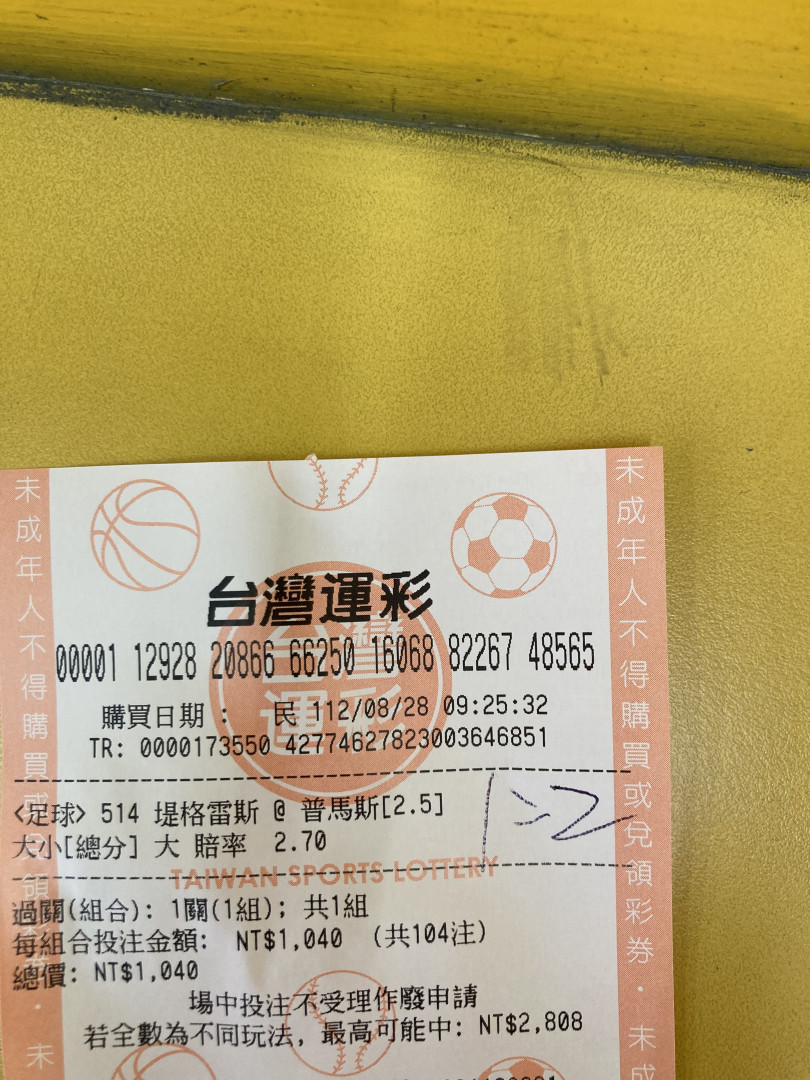 台灣運彩
00001 12928 20866 66250 16068 82267 48565
購買日期 : 民 112/08/28 09:25:32
TR: 0000173550 42774627823003646851
<足球> 514 堤格雷斯 @ 普馬斯[2.5]
大小[總分] 大 賠率 2.70
1:2
TAIWAN SPORTS LOTTERY
過關(組合): 1關(1組); 共1組
每組合投注金額: NT$1,040 (共104注)
總價: NT$1,040
場中投注不受理作廢申請
若全數為不同玩法, 最高可能中: NT$2,808
未成年人不得購買或兌領彩券．未
未成年人不得購買或兌領彩券．未成
台灣運彩